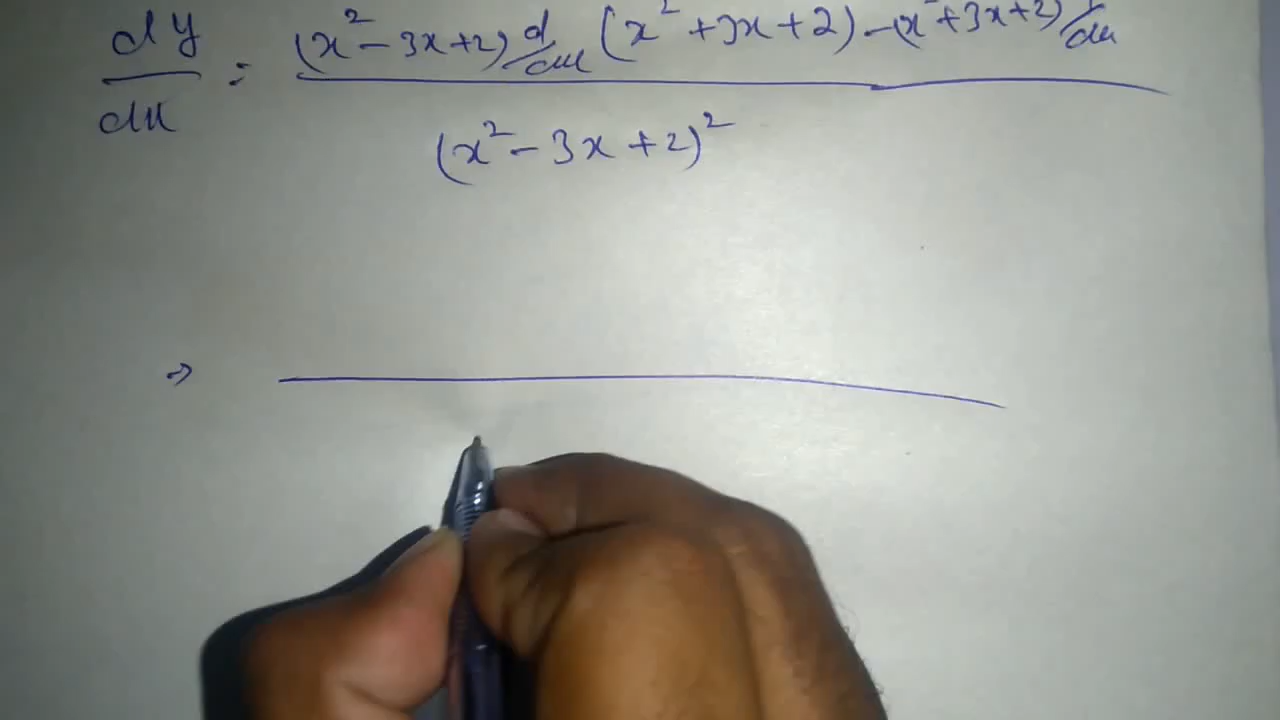 dy/dx = (x² - 3x + 2) d/dx (x² + 3x + 2) - (x² + 3x + 2) d/dx
(x² - 3x + 2)²
⇒